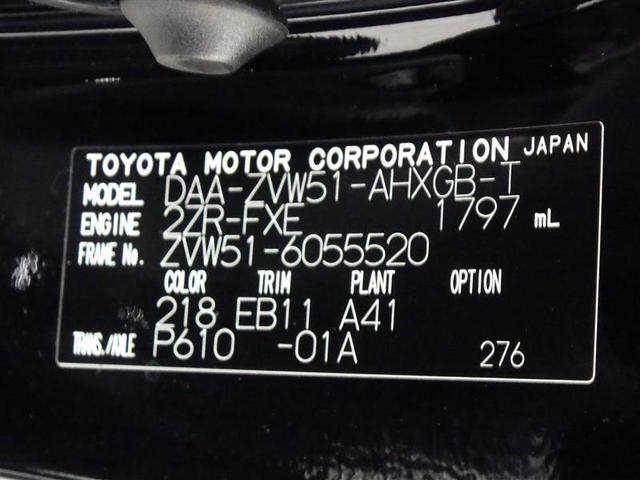 TOYOTA MOTOR CORPORATION JAPAN
MODEL DAA-ZVW51-AHXGB-T
ENGINE 2ZR-FXE 1797 mL
FRAME No. ZVW51-6055520
COLOR TRIM PLANT OPTION
218 EB11 A41
TRANS./AXLE P610 -01A 276